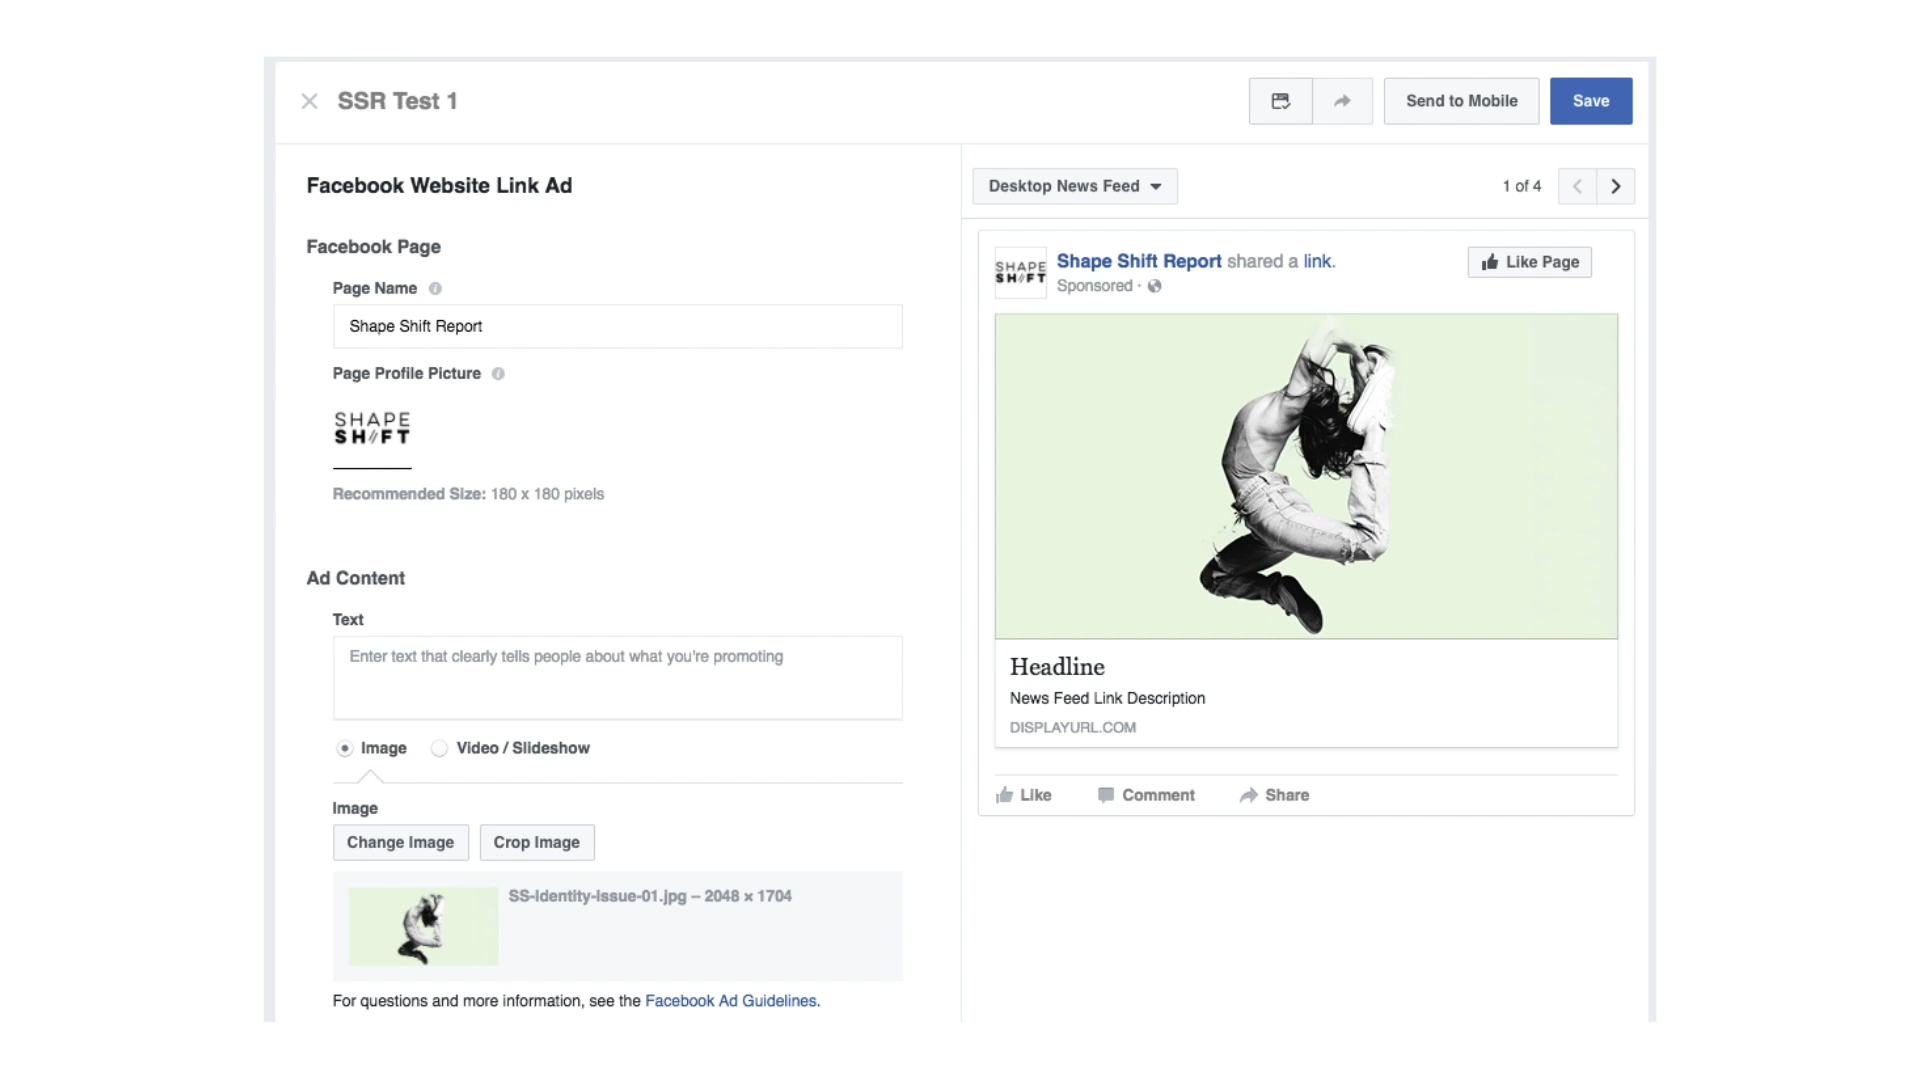 SSR Test 1
Send to Mobile
Save
Facebook Website Link Ad
Facebook Page
Page Name
Shape Shift Report
Page Profile Picture
SHAPE
SH//FT
Recommended Size: 180 x 180 pixels
Ad Content
Text
Enter text that clearly tells people about what you're promoting
Image
Video / Slideshow
Image
Change Image
Crop Image
SS-Identity-Issue-01.jpg – 2048 × 1704
For questions and more information, see the Facebook Ad Guidelines.
Desktop News Feed
1 of 4
SHAPE
SH//FT
Shape Shift Report shared a link.
Sponsored ·
Like Page
Headline
News Feed Link Description
DISPLAYURL.COM
Like
Comment
Share